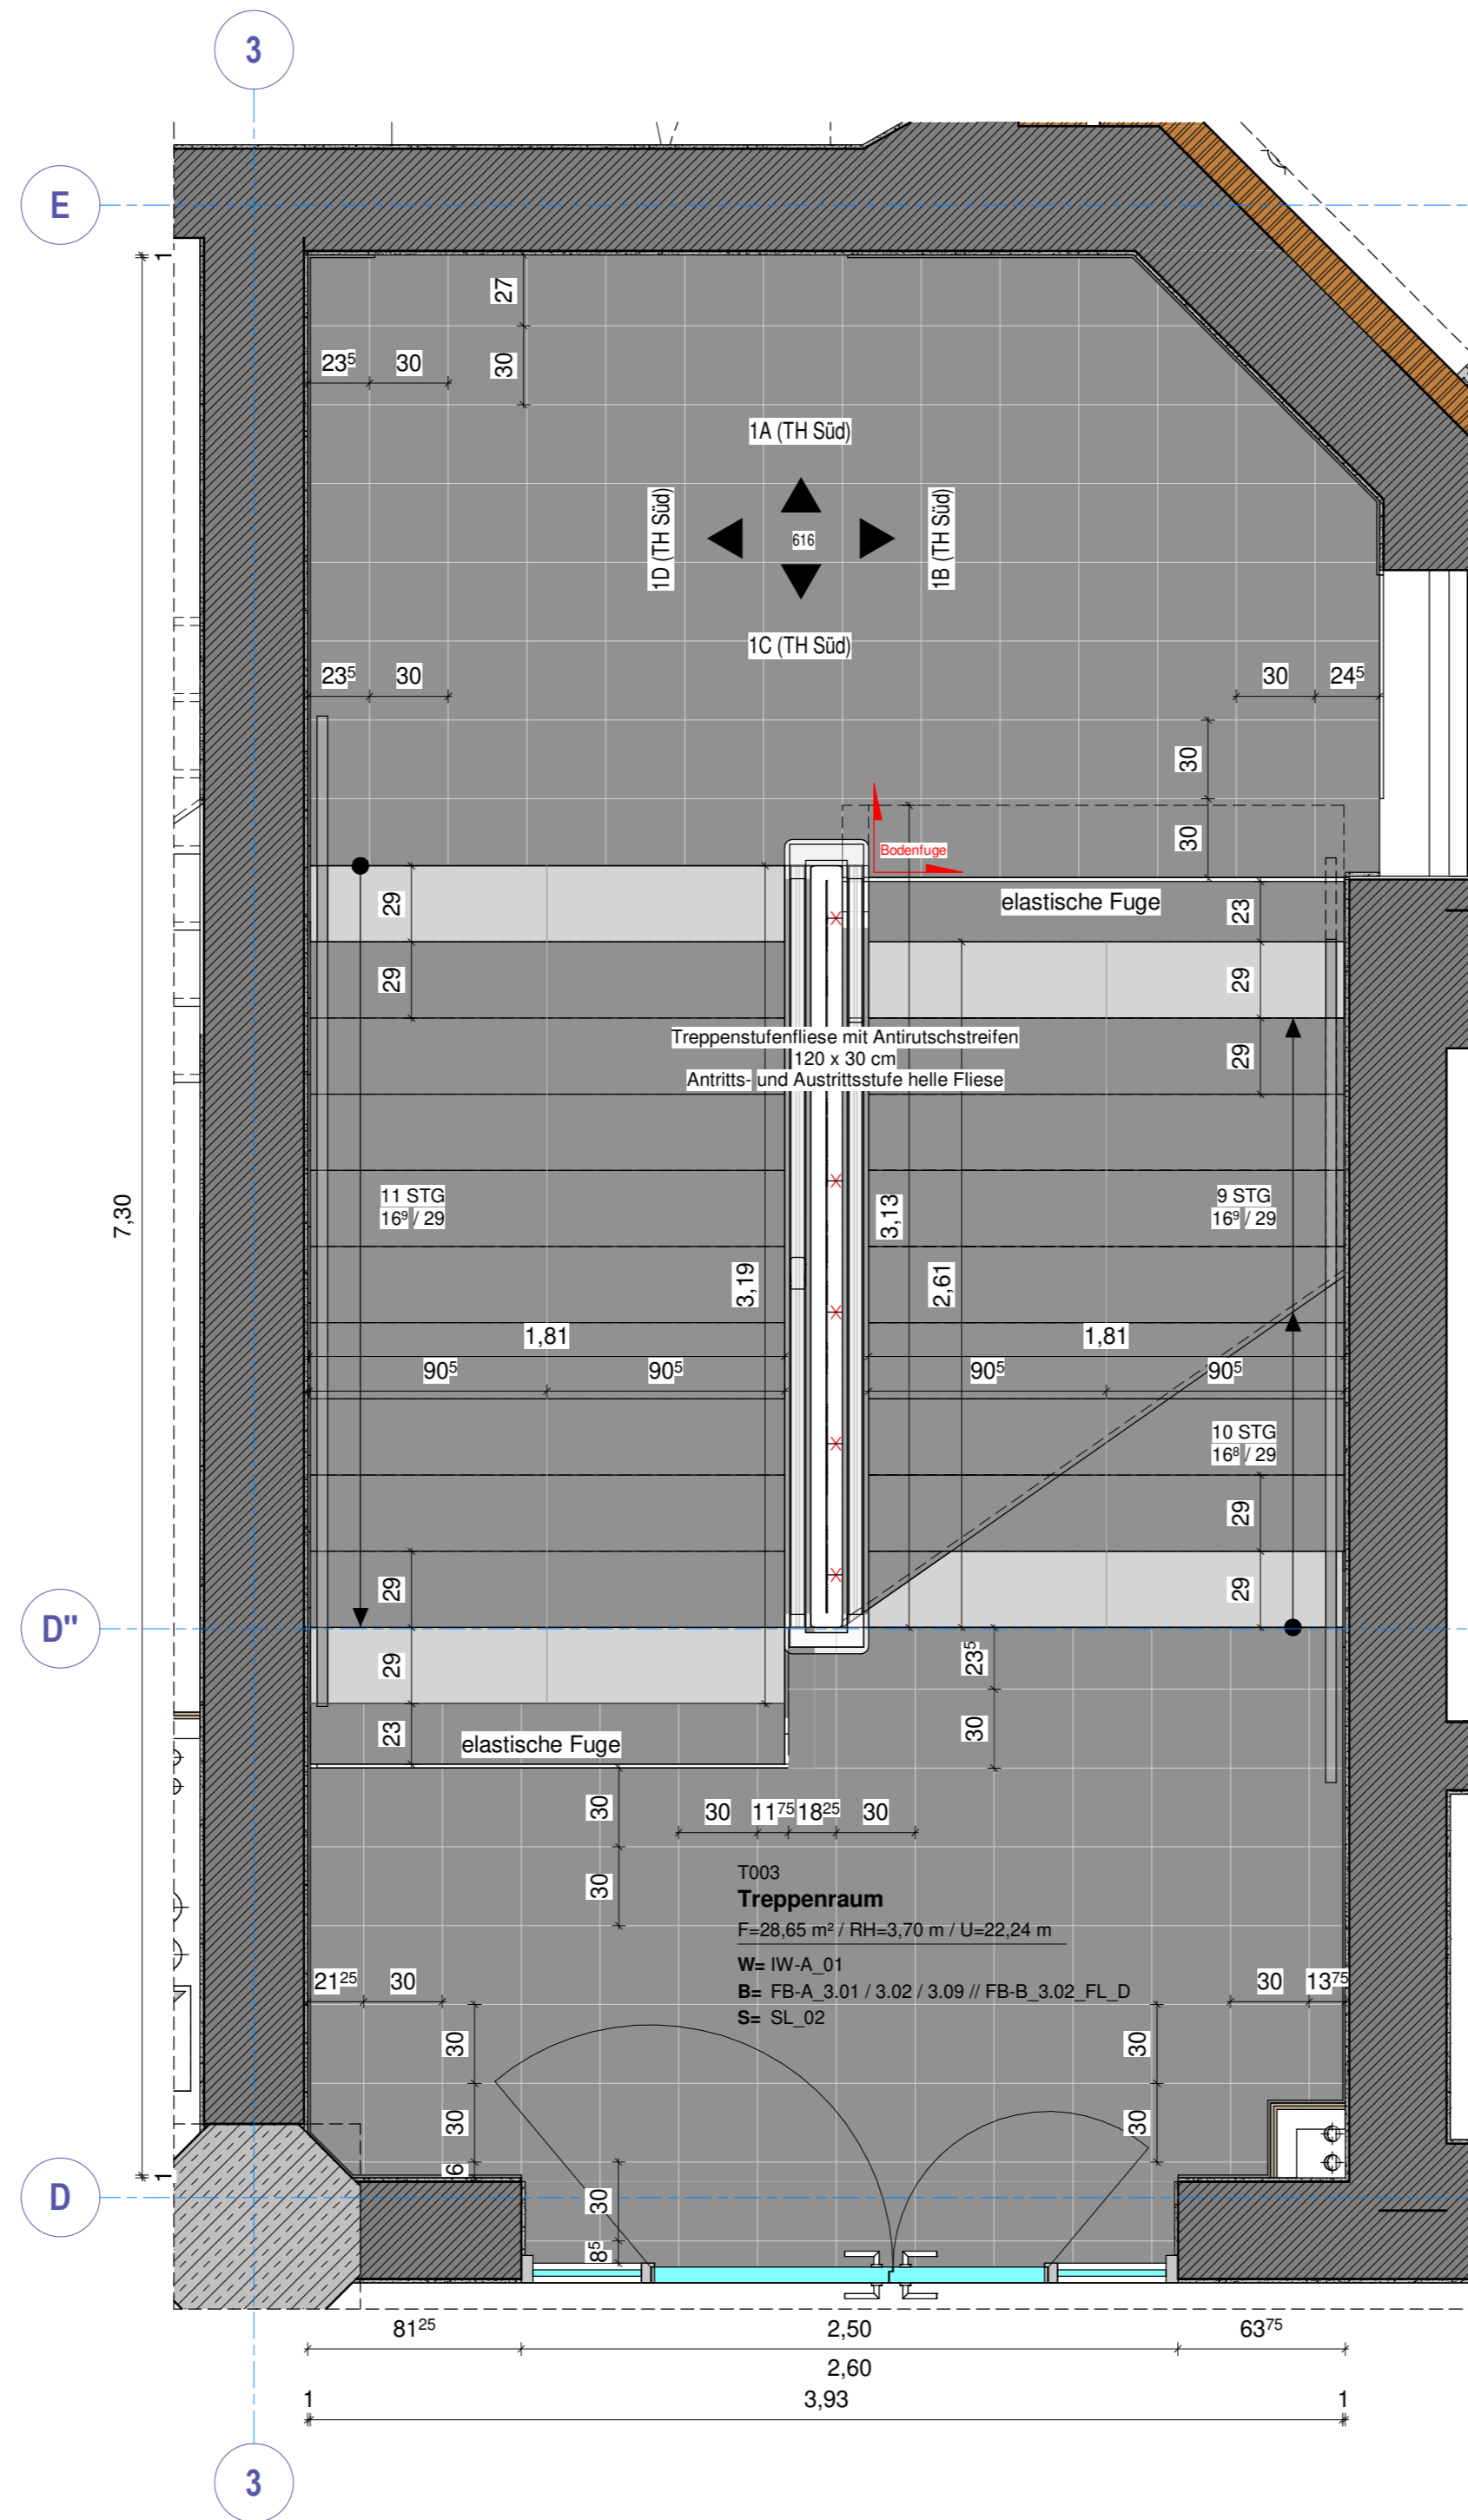 3
E
1
27
23⁵
30
30
1A (TH Süd)
1D (TH Süd)
616
1B (TH Süd)
1C (TH Süd)
23⁵
30
30
24⁵
30
30
Bodenfuge
29
elastische Fuge
23
29
29
Treppenstufenfliese mit Antirutschstreifen
120 x 30 cm
Antritts- und Austrittsstufe helle Fliese
29
11 STG
16⁹ / 29
3,13
9 STG
16⁹ / 29
7,30
3,19
2,61
1,81
1,81
90⁵
90⁵
90⁵
90⁵
10 STG
16⁸ / 29
29
29
29
D"
29
23⁵
23
elastische Fuge
30
30
30
11⁷⁵
18²⁵
30
30
T003
Treppenraum
F=28,65 m² / RH=3,70 m / U=22,24 m
W= IW-A_01
B= FB-A_3.01 / 3.02 / 3.09 // FB-B_3.02_FL_D
S= SL_02
21²⁵
30
30
13⁷⁵
30
30
30
30
6
1
D
30
8⁵
81²⁵
2,50
63⁷⁵
2,60
1
3,93
1
3